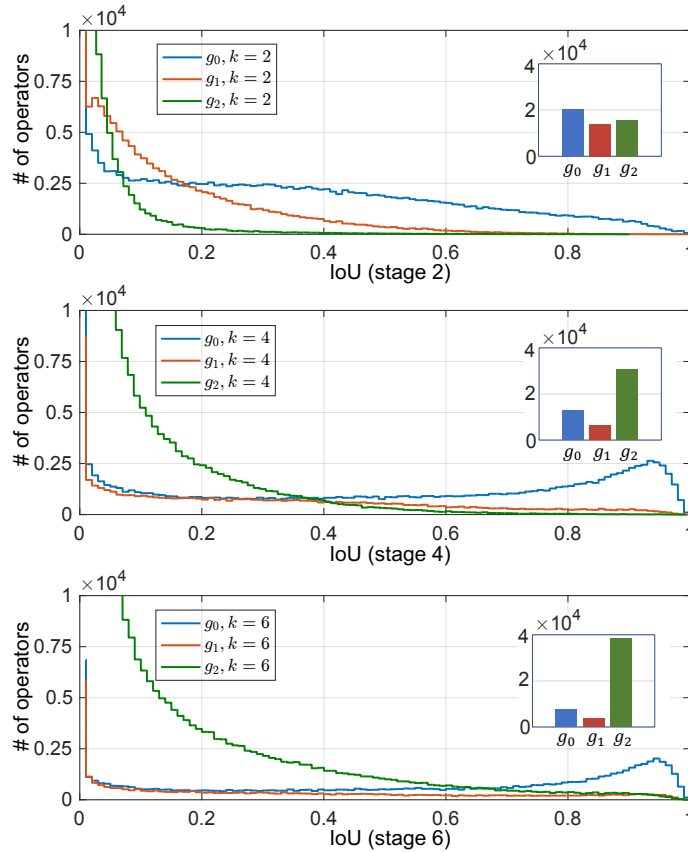 ×10⁴
1
0.75
0.5
0.25
0
# of operators
g₀, k = 2
g₁, k = 2
g₂, k = 2
×10⁴
4
2
0
g₀ g₁ g₂
0 0.2 0.4 0.6 0.8 1
IoU (stage 2)
×10⁴
1
0.75
0.5
0.25
0
# of operators
g₀, k = 4
g₁, k = 4
g₂, k = 4
×10⁴
4
2
0
g₀ g₁ g₂
0 0.2 0.4 0.6 0.8 1
IoU (stage 4)
×10⁴
1
0.75
0.5
0.25
0
# of operators
g₀, k = 6
g₁, k = 6
g₂, k = 6
×10⁴
4
2
0
g₀ g₁ g₂
0 0.2 0.4 0.6 0.8 1
IoU (stage 6)